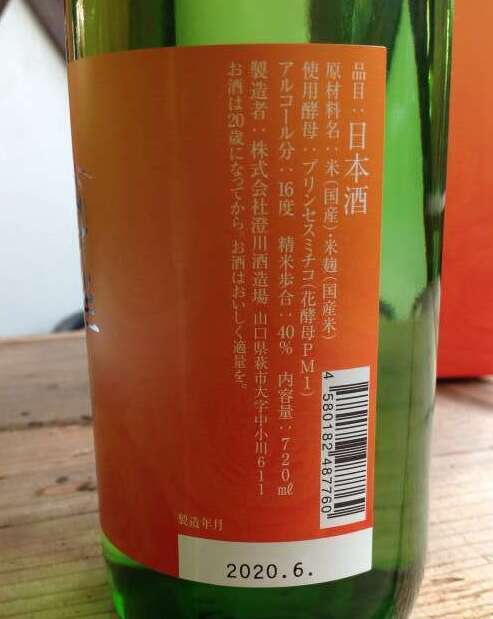 品目：日本酒
原材料名：米（国産）・米麹（国産米）
使用酵母：プリンセスミチコ（花酵母ＰＭ１）
アルコール分：16度　精米歩合：40%　内容量：７２０㎖
製造者：株式会社澄川酒造場 山口県萩市大字中小川６１１
お酒は20歳になってから。お酒はおいしく適量を。
4 580182 487760
製造年月
2020.6.